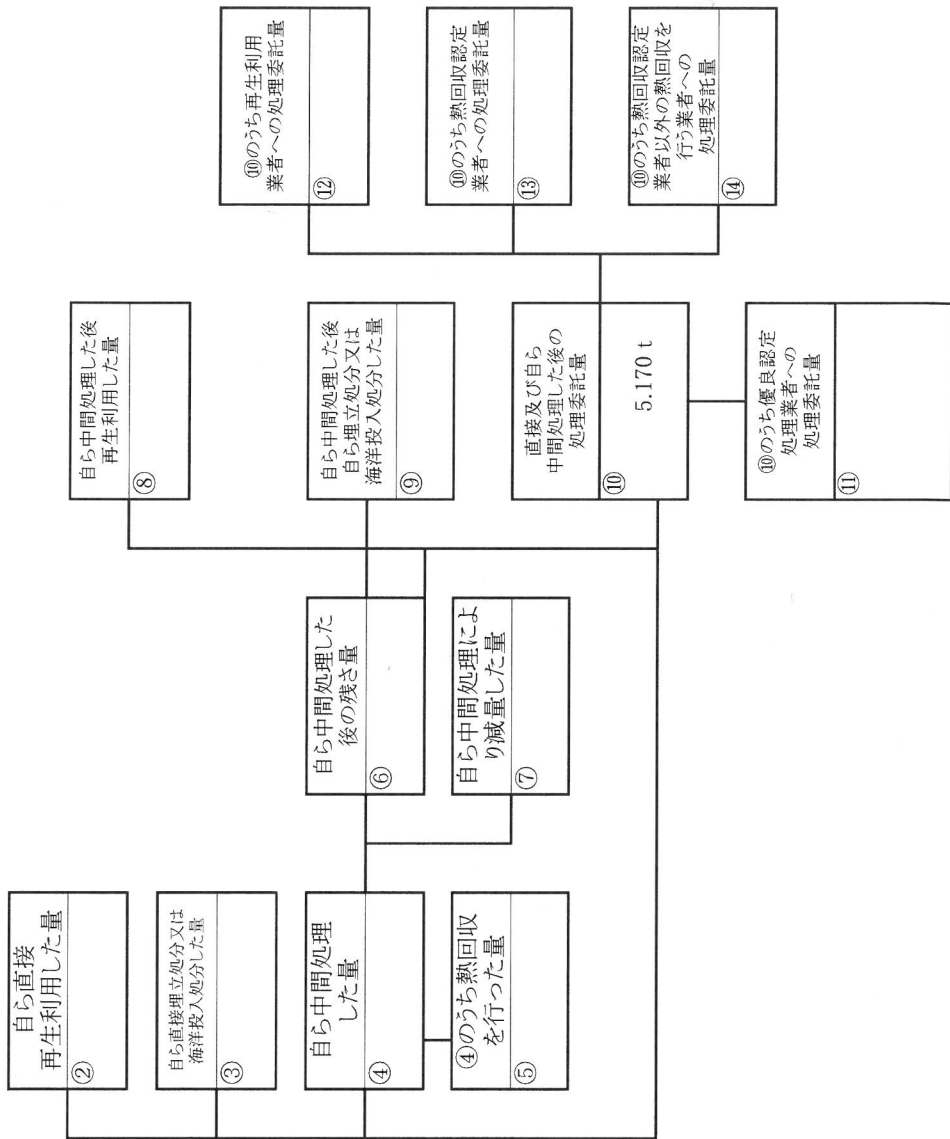 自ら直接
再生利用した量
②
自ら直接埋立処分又は
海洋投入処分した量
③
自ら中間処理
した量
④
④のうち熱回収
を行った量
⑤
自ら中間処理した
後の残さ量
⑥
自ら中間処理によ
り減量した量
⑦
自ら中間処理した後
再生利用した量
⑧
自ら中間処理した後
自ら埋立処分又は
海洋投入処分した量
⑨
直接及び自ら
中間処理した後の
処理委託量
⑩
5.170 t
⑩のうち優良認定
処理業者への
処理委託量
⑪
⑩のうち再生利用
業者への処理委託量
⑫
⑩のうち熱回収認定
業者への処理委託量
⑬
⑩のうち熱回収認定
業者以外の熱回収を
行う業者への
処理委託量
⑭